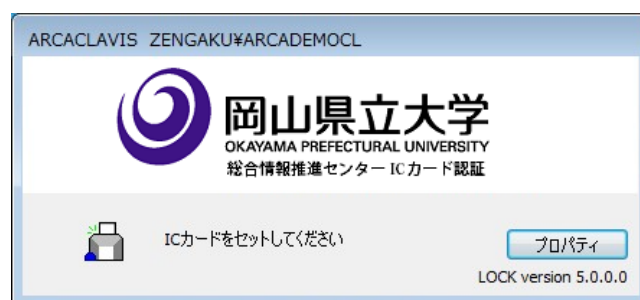 ARCACLAVIS ZENGAKU¥ARCADEMOCL
岡山県立大学
OKAYAMA PREFECTURAL UNIVERSITY
総合情報推進センター ICカード認証
ICカードをセットしてください
プロパティ
LOCK version 5.0.0.0